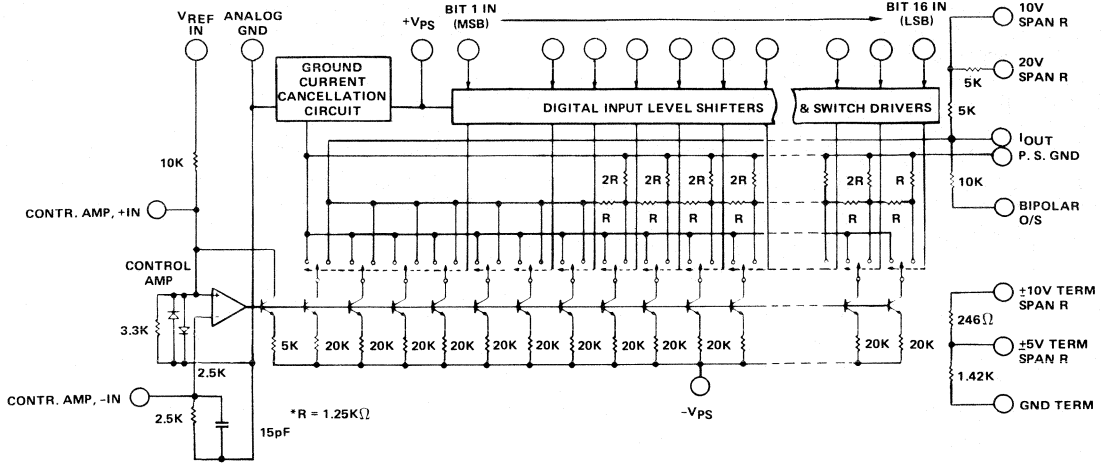 VREF
IN
ANALOG
GND
+VPS
BIT 1 IN
(MSB)
BIT 16 IN
(LSB)
10V
SPAN R
20V
SPAN R
5K
5K
GROUND
CURRENT
CANCELLATION
CIRCUIT
DIGITAL INPUT LEVEL SHIFTERS
& SWITCH DRIVERS
IOUT
P. S. GND
10K
2R
2R
2R
2R
2R
R
10K
R
R
R
R
R
R
BIPOLAR
O/S
CONTR. AMP, +IN
CONTROL
AMP
+
−
3.3K
2.5K
5K
20K
20K
20K
20K
20K
20K
20K
20K
20K
20K
20K
20K
20K
±10V TERM
SPAN R
246Ω
±5V TERM
SPAN R
1.42K
GND TERM
−VPS
CONTR. AMP, −IN
2.5K
15pF
*R = 1.25KΩ